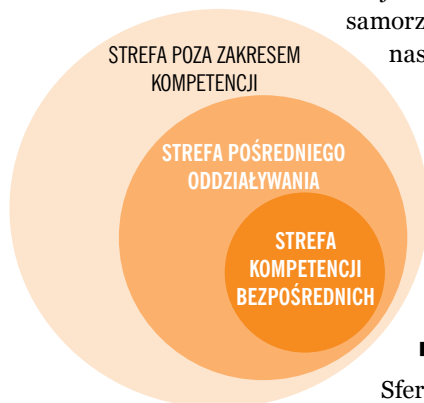 samorz
nas
STREFA POZA ZAKRESEM
KOMPETENCJI
STREFA POŚREDNIEGO
ODDZIAŁYWANIA
STREFA
KOMPETENCJI
BEZPOŚREDNICH
Sfer